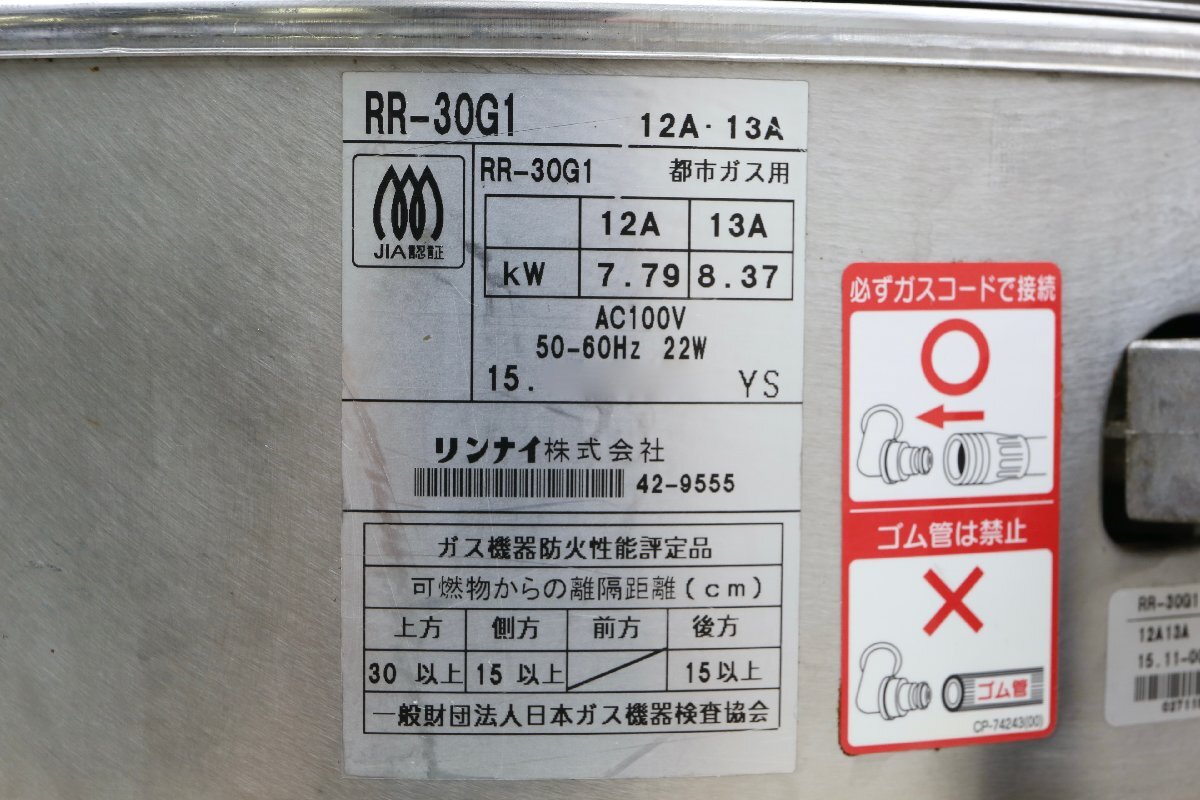 RR-30G1 12A・13A
JIA認証
RR-30G1 都市ガス用
12A 13A
kW 7.79 8.37
AC100V
50-60Hz 22W
15. YS
リンナイ株式会社
42-9555
ガス機器防火性能評定品
可燃物からの離隔距離(cm)
上方 側方 前方 後方
30 以上 15 以上 15以上
一般財団法人日本ガス機器検査協会
必ずガスコードで接続
ゴム管は禁止
ゴム管
CP-74243(00)
RR-30G1
12A13A
15.11-00